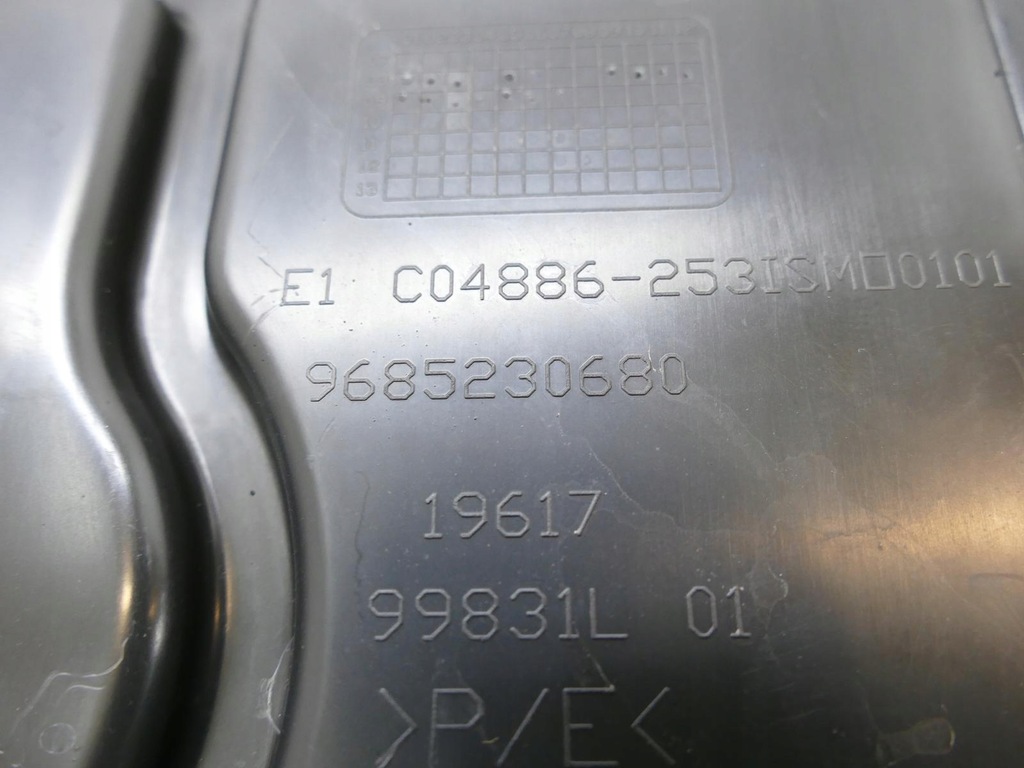 E1 C04886-253ISM□0101
9685230680
19617
99831L 01
>P/E<